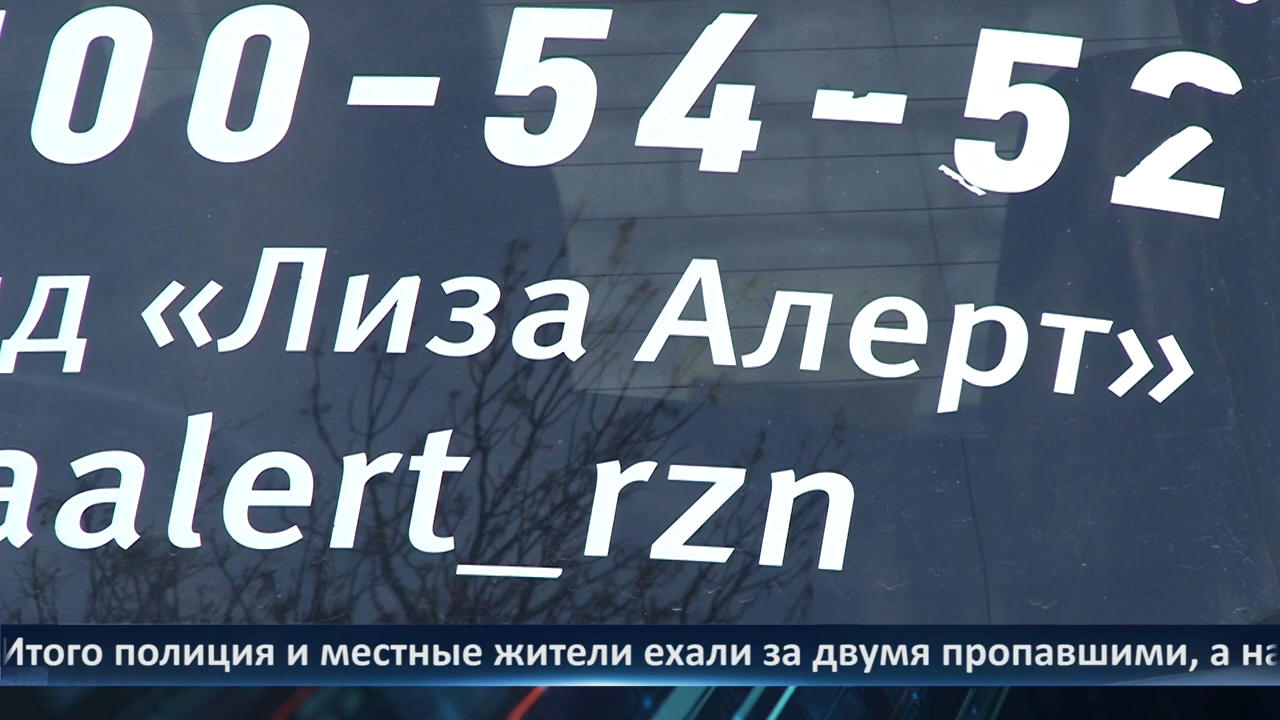 00-54-52
д «Лиза Алерт»
aalert_rzn
Итого полиция и местные жители ехали за двумя пропавшими, а на